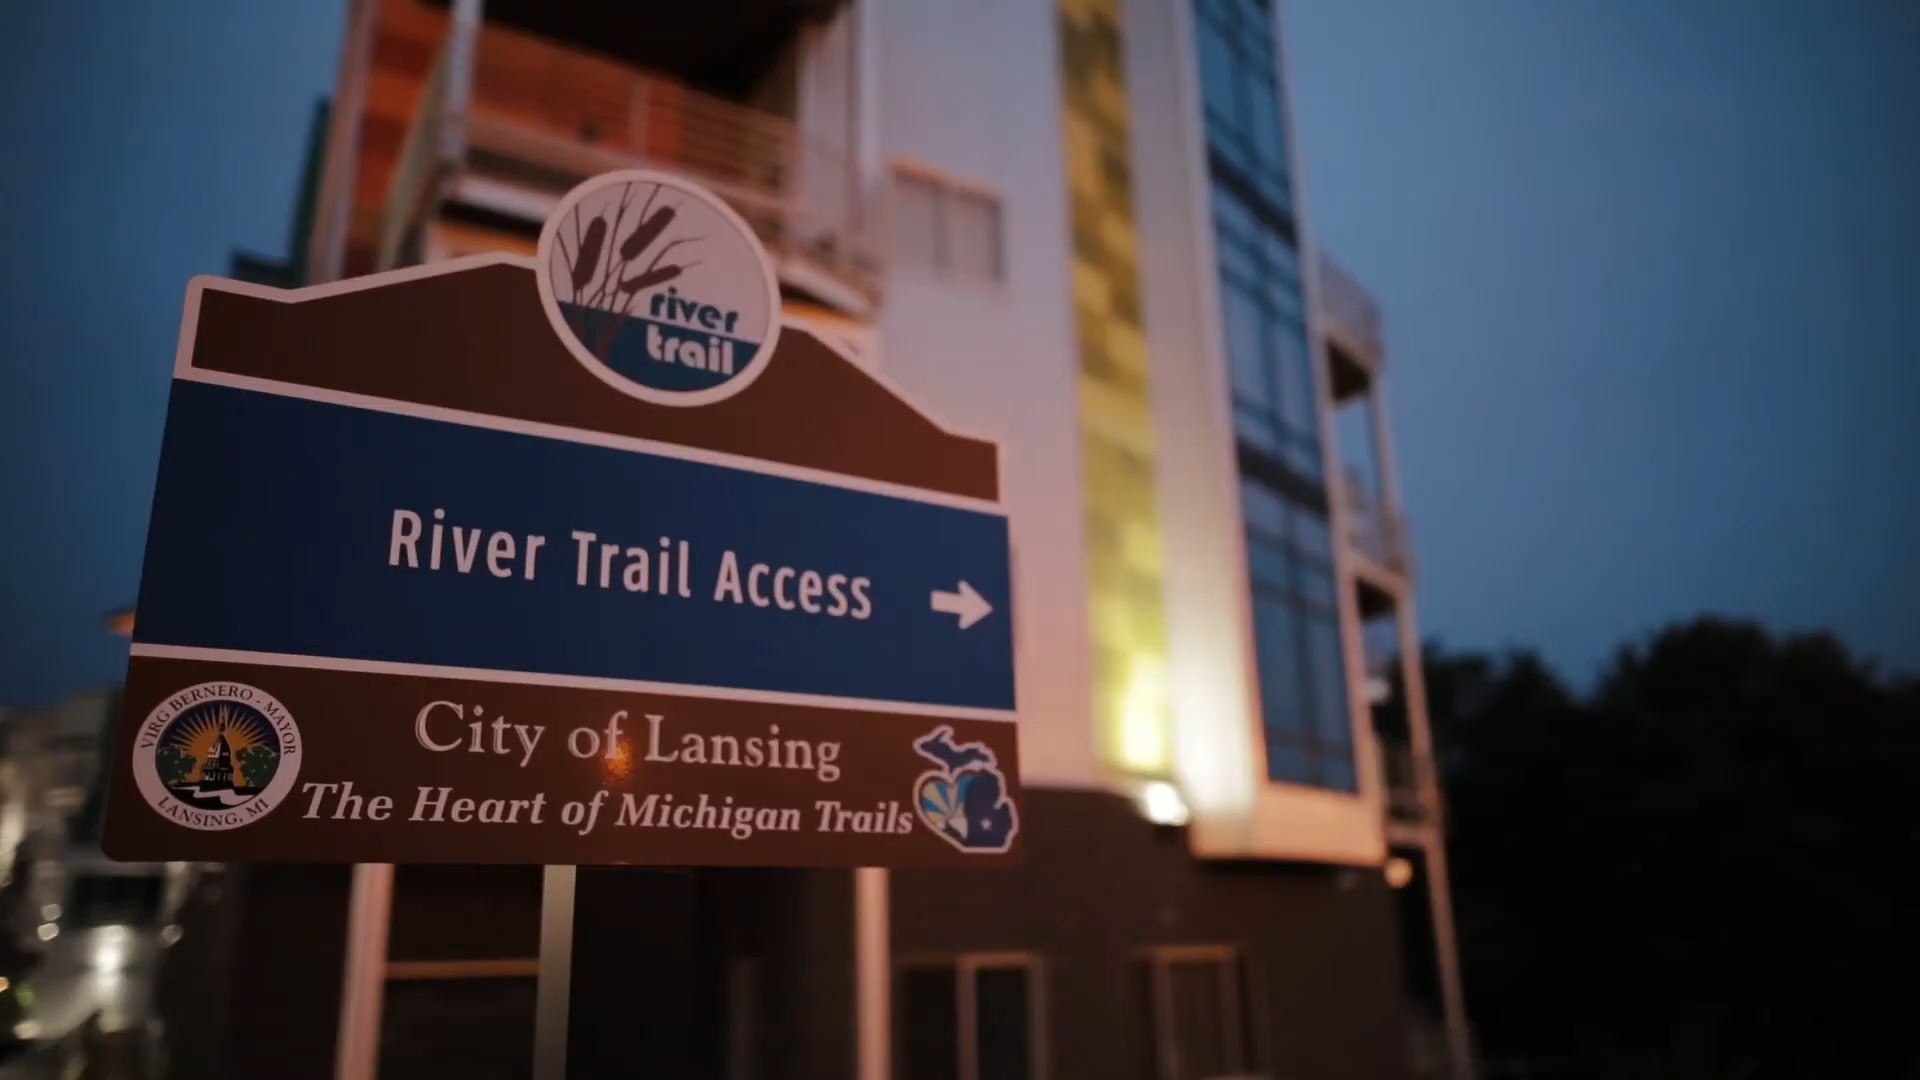 river
trail
River Trail Access
City of Lansing
The Heart of Michigan Trails
VIRG BERNERO - MAYOR
LANSING, MI